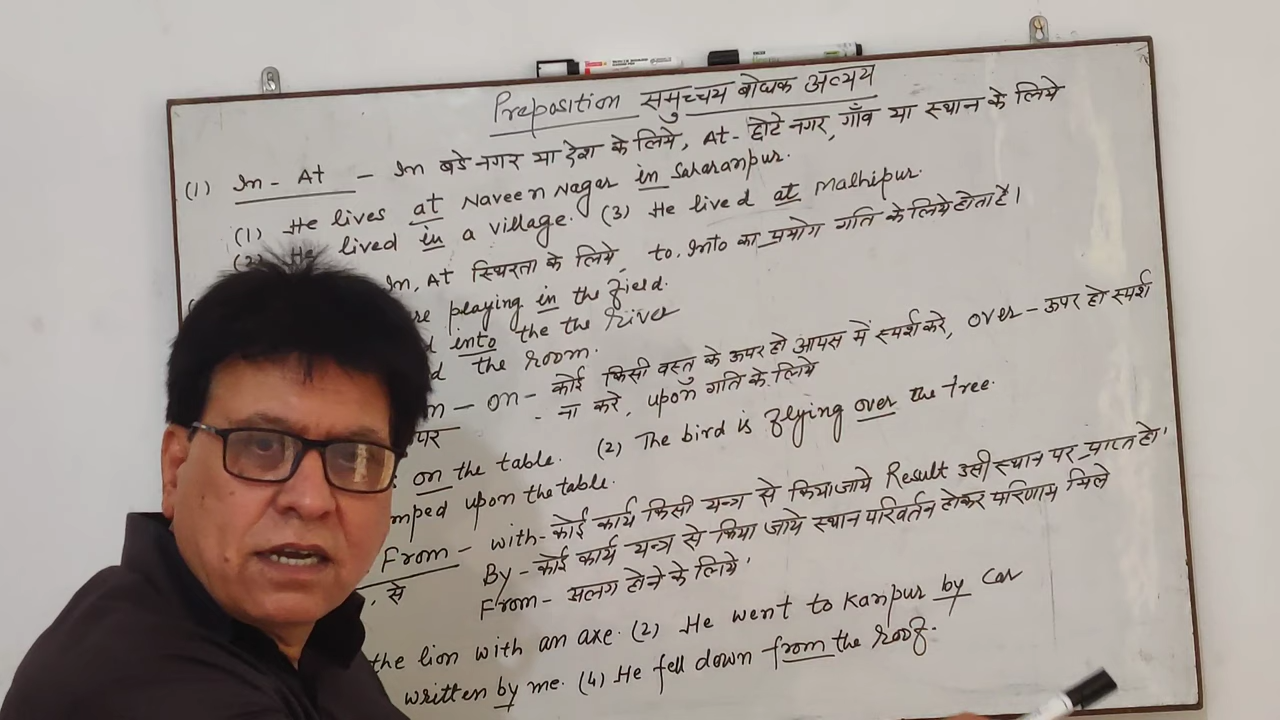 Preposition समुच्चय बोधक अव्यय
(1) In - At - In बडे नगर या देश के लिये, At - छोटे नगर, गाँव या स्थान के लिये
(1) He lives at Naveen Nagar in Saharanpur.
(2) He lived in a village. (3) He lived at Malhipur.
In, At स्थिरता के लिये, to, Into का प्रयोग गति के लिये होता है।
re playing in the field.
into the the river
the room.
on - कोई किसी वस्तु के ऊपर हो आपस में स्पर्श करे, over - ऊपर हो स्पर्श
पर - ना करे, upon गति के लिये
on the table. (2) The bird is flying over the tree.
mped upon the table.
From - with - कोई कार्य किसी यन्त्र से किया जाये Result उसी स्थान पर प्राप्त हो।
से By - कोई कार्य यन्त्र से किया जाये स्थान परिवर्तन होकर परिणाम मिले
From - अलग होने के लिये।
the lion with an axe. (2) He went to Kanpur by car
written by me. (4) He fell down from the roof.